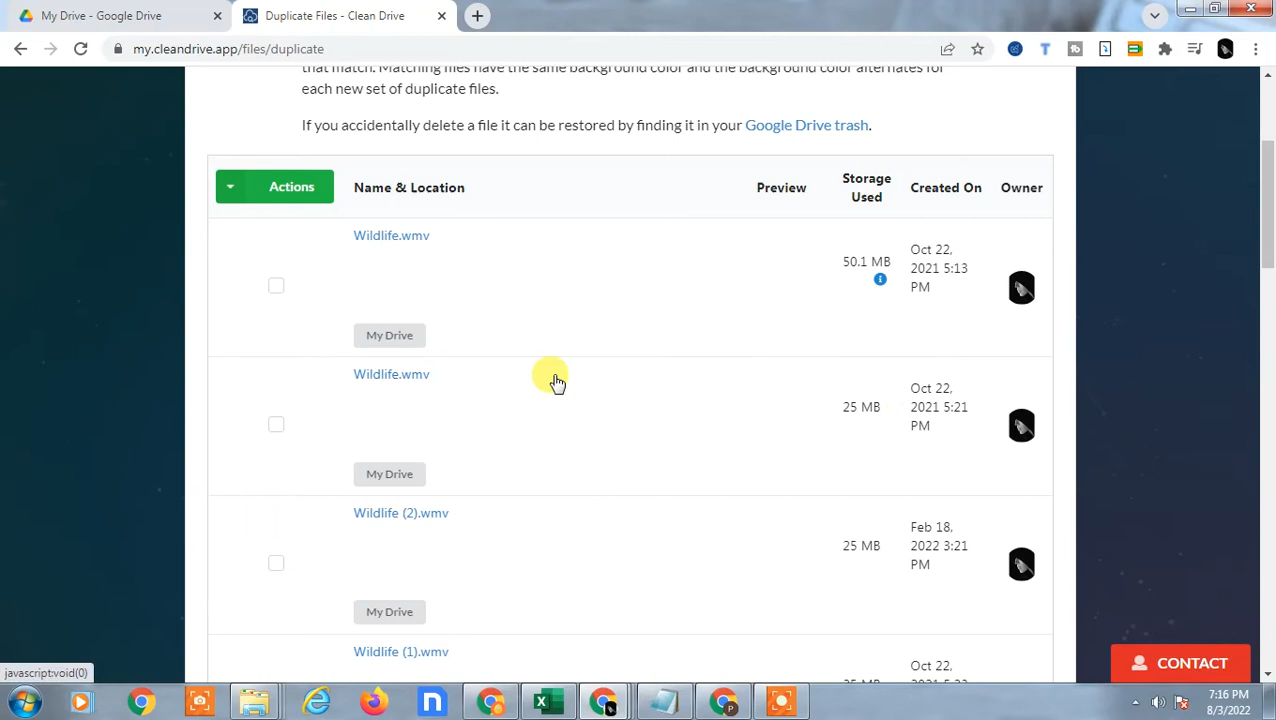 My Drive - Google Drive
Duplicate Files - Clean Drive
my.cleandrive.app/files/duplicate
that match. Matching files have the same background color and the background color alternates for
each new set of duplicate files.
If you accidentally delete a file it can be restored by finding it in your Google Drive trash.
Actions
Name & Location
Preview
Storage
Used
Created On
Owner
Wildlife.wmv
50.1 MB
Oct 22,
2021 5:13
PM
My Drive
Wildlife.wmv
25 MB
Oct 22,
2021 5:21
PM
My Drive
Wildlife (2).wmv
25 MB
Feb 18,
2022 3:21
PM
My Drive
Wildlife (1).wmv
Oct 22,
CONTACT
javascript:void(0)
7:16 PM
8/3/2022